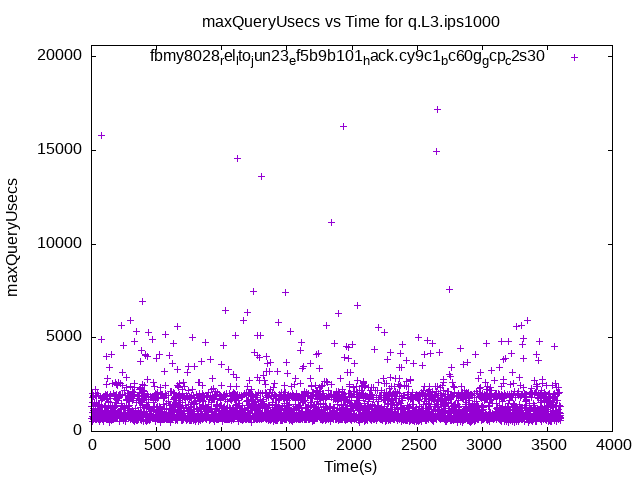 maxQueryUsecs vs Time for q.L3.ips1000
fbmy8028relltojun23ef5b9b101hack.cy9c1bc60ggcpc2s30
20000
15000
10000
5000
0
maxQueryUsecs
0 500 1000 1500 2000 2500 3000 3500 4000
Time(s)